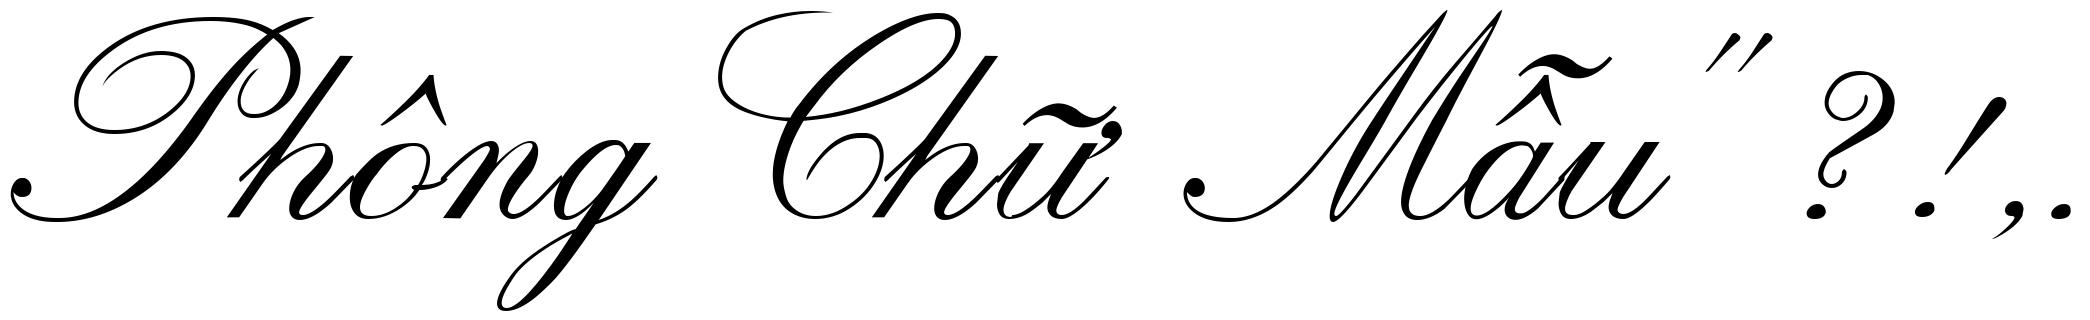 Phông Chữ Mẫu " ? ! , .